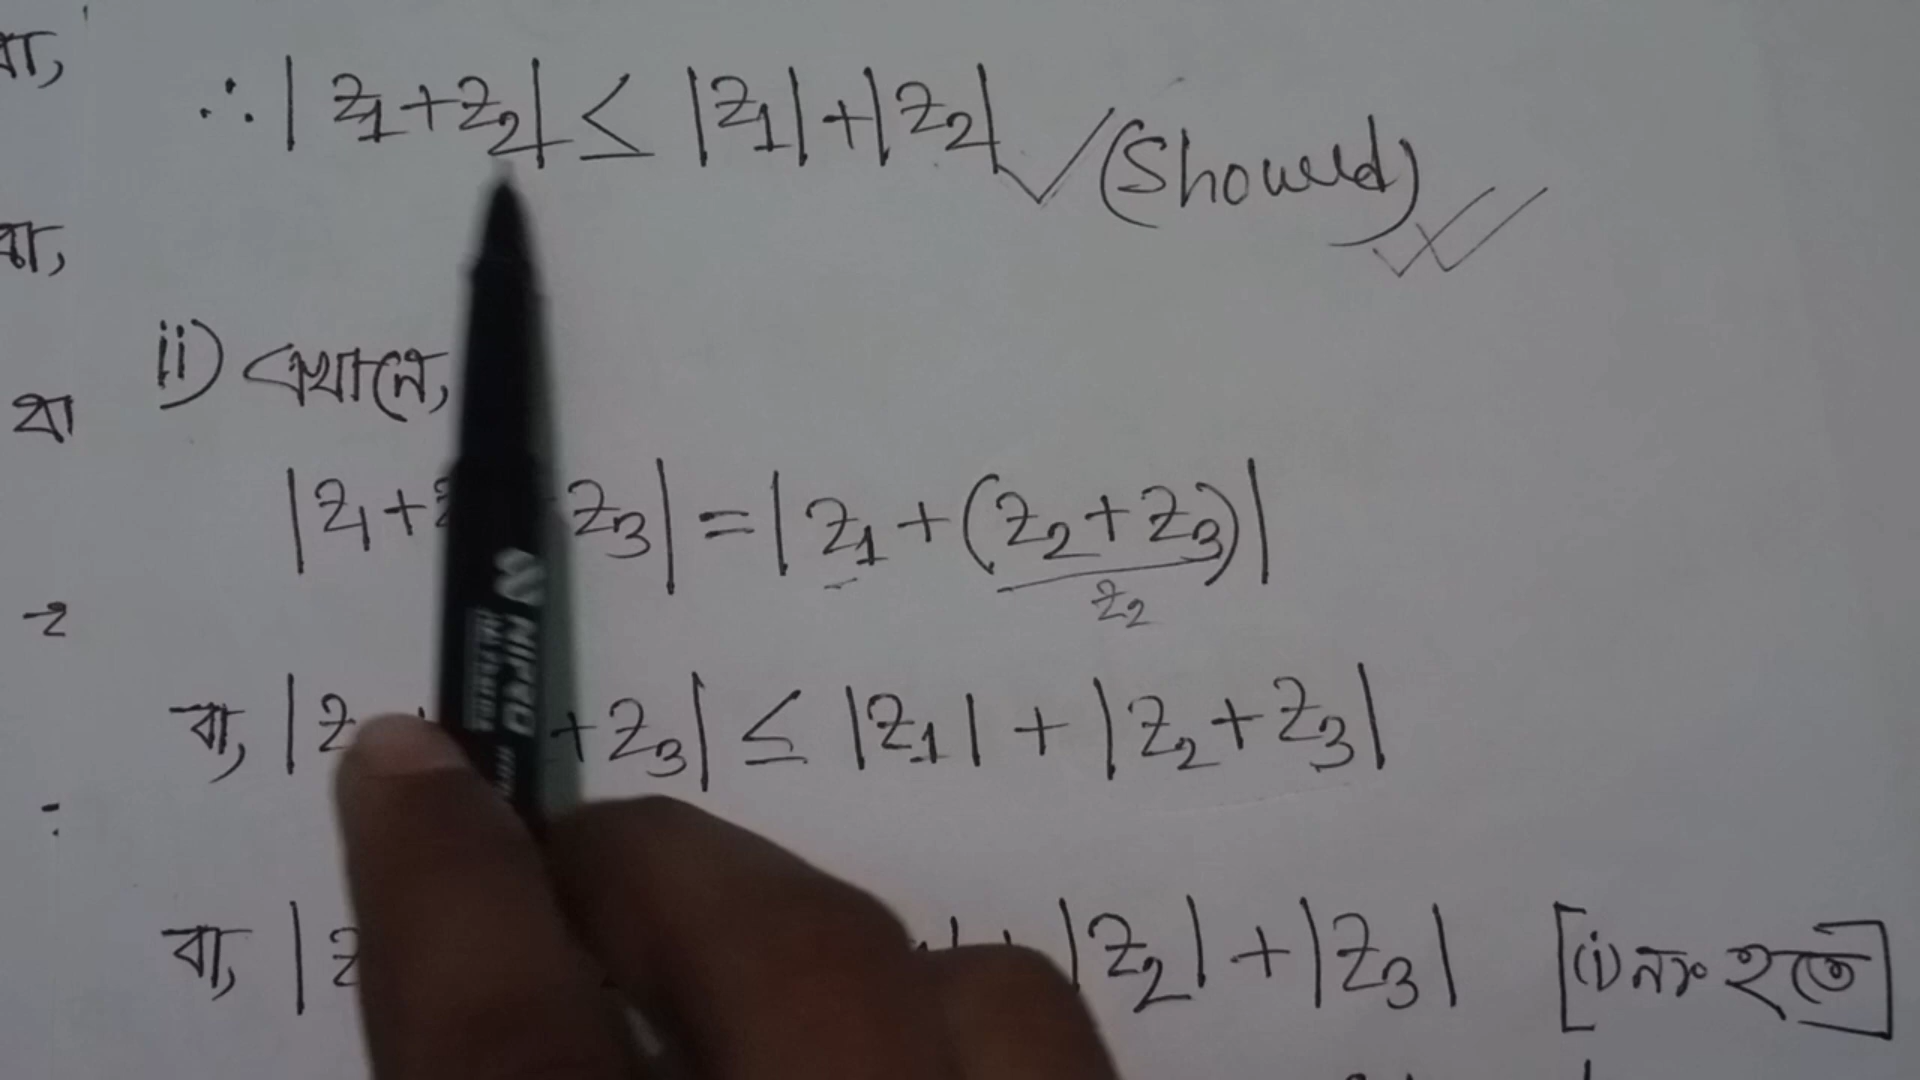 ∴ |z₁+z₂| ≤ |z₁|+|z₂| (Showed)
ii) এখানে,
|z₁+ z₃| = |z₁+(z₂+z₃)|
z₂
বা, |z +z₃| ≤ |z₁| + |z₂+z₃|
বা, |z |z₂|+|z₃| [(i) নং হতে]